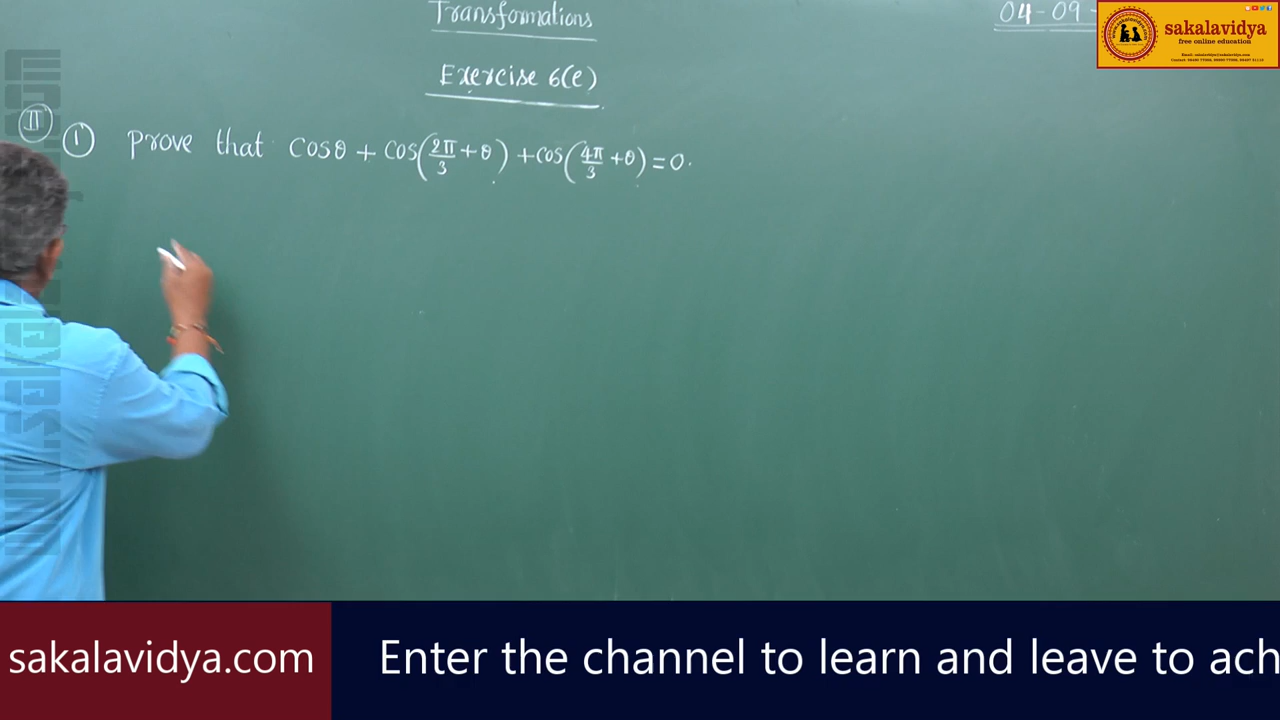 Transformations
04-09-
Exercise 6(e)
II ① prove that cosθ + cos(2π/3 + θ) + cos(4π/3 + θ) = 0.
sakalavidya
free online education
sakalavidya.com
Enter the channel to learn and leave to ach